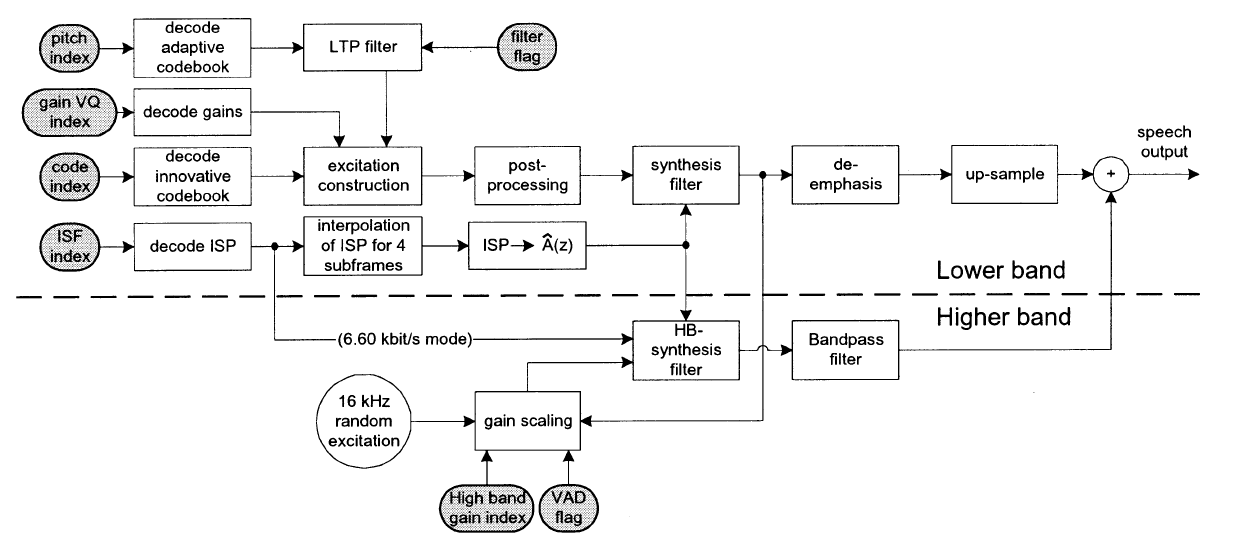 pitch
index
decode
adaptive
codebook
LTP filter
filter
flag
gain VQ
index
decode gains
code
index
decode
innovative
codebook
excitation
construction
post-
processing
synthesis
filter
de-
emphasis
up-sample
+
speech
output
ISF
index
decode ISP
interpolation
of ISP for 4
subframes
ISP → Â(z)
Lower band
Higher band
(6.60 kbit/s mode)
HB-
synthesis
filter
Bandpass
filter
16 kHz
random
excitation
gain scaling
High band
gain index
VAD
flag